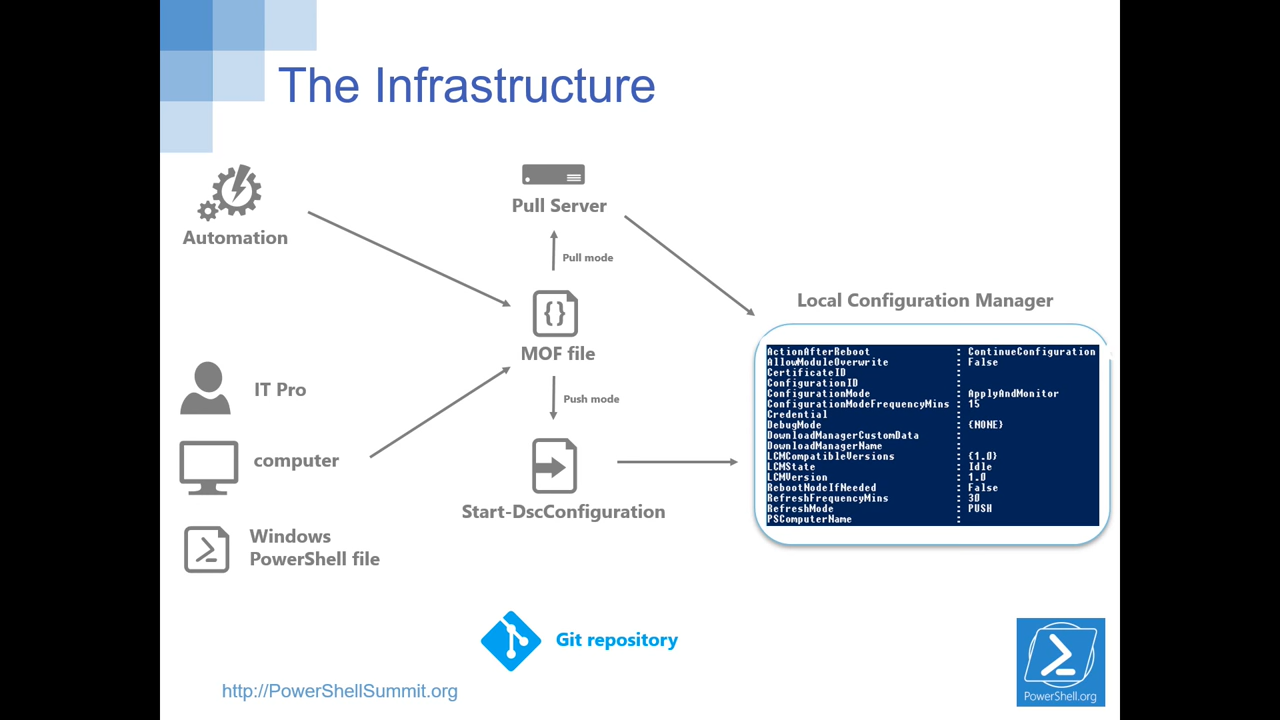 The Infrastructure
Automation
Pull Server
Pull mode
MOF file
Push mode
Start-DscConfiguration
IT Pro
computer
Windows
PowerShell file
Local Configuration Manager
ActionAfterReboot : ContinueConfiguration
AllowModuleOverwrite : False
CertificateID :
ConfigurationID :
ConfigurationMode : ApplyAndMonitor
ConfigurationModeFrequencyMins : 15
Credential :
DebugMode : {NONE}
DownloadManagerCustomData :
DownloadManagerName :
LCMCompatibleVersions : {1.0}
LCMState : Idle
LCMVersion : 1.0
RebootNodeIfNeeded : False
RefreshFrequencyMins : 30
RefreshMode : PUSH
PSComputerName :
Git repository
http://PowerShellSummit.org
PowerShell.org